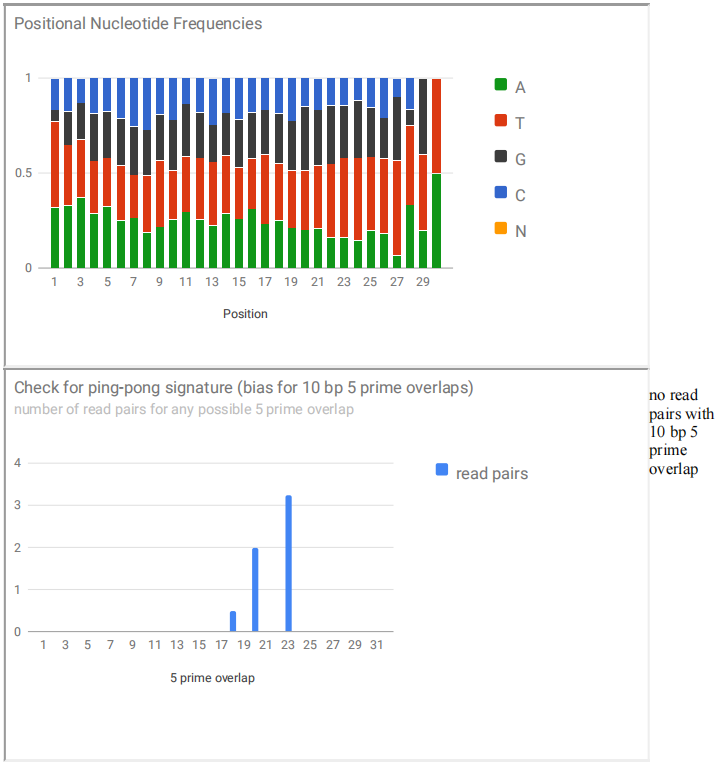 Positional Nucleotide Frequencies
1
0.5
0
1 3 5 7 9 11 13 15 17 19 21 23 25 27 29
Position
A
T
G
C
N
Check for ping-pong signature (bias for 10 bp 5 prime overlaps)
number of read pairs for any possible 5 prime overlap
4
3
2
1
0
1 3 5 7 9 11 13 15 17 19 21 23 25 27 29 31
5 prime overlap
read pairs
no read
pairs with
10 bp 5
prime
overlap